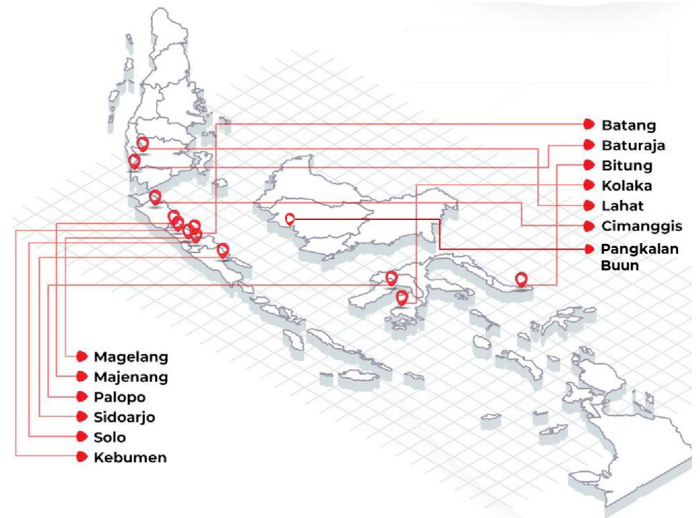 Batang
Baturaja
Bitung
Kolaka
Lahat
Cimanggis
Pangkalan
Buun
Magelang
Majenang
Palopo
Sidoarjo
Solo
Kebumen